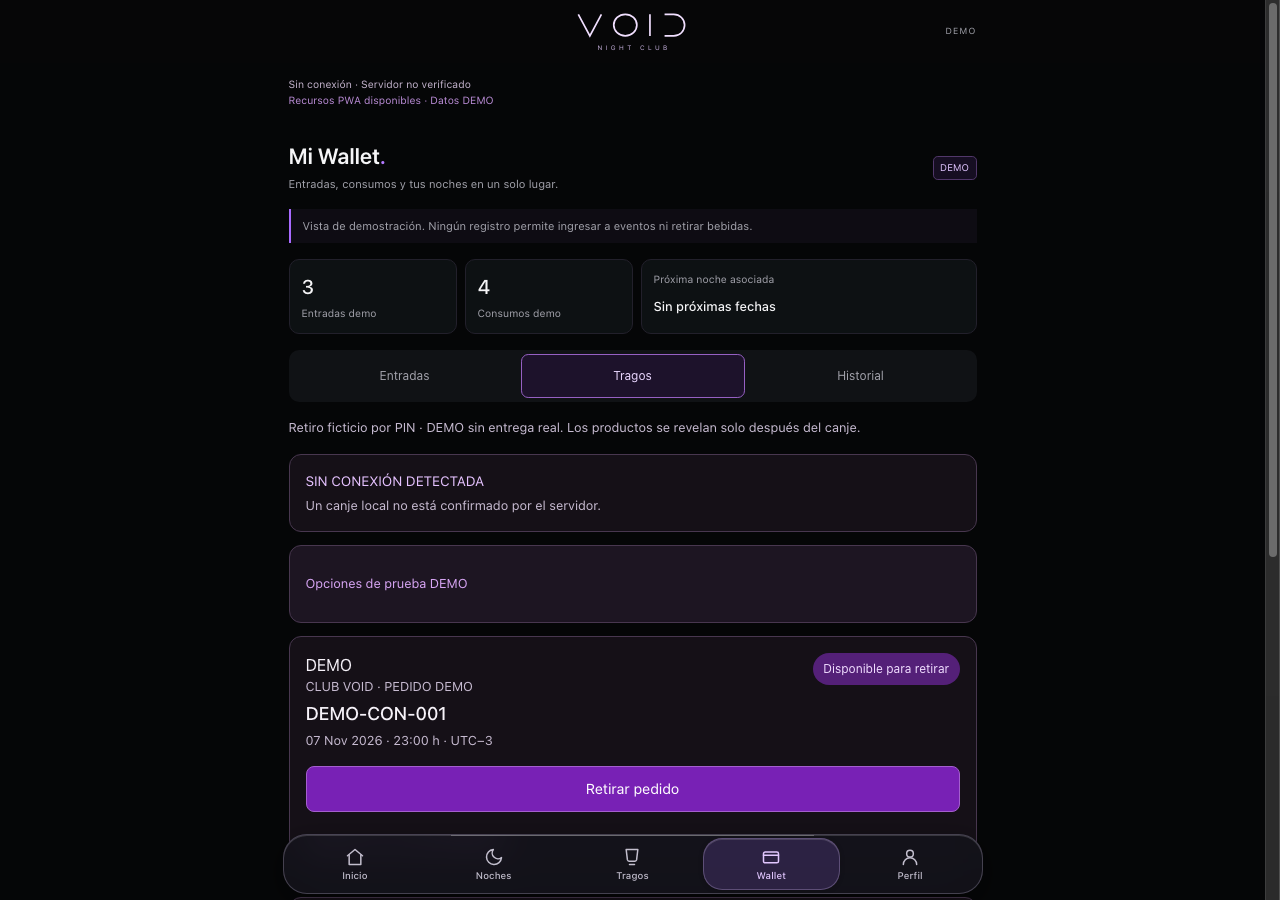 VOID
NIGHT CLUB
DEMO
Sin conexión · Servidor no verificado
Recursos PWA disponibles · Datos DEMO
Mi Wallet.
DEMO
Entradas, consumos y tus noches en un solo lugar.
Vista de demostración. Ningún registro permite ingresar a eventos ni retirar bebidas.
3
Entradas demo
4
Consumos demo
Próxima noche asociada
Sin próximas fechas
Entradas
Tragos
Historial
Retiro ficticio por PIN · DEMO sin entrega real. Los productos se revelan solo después del canje.
SIN CONEXIÓN DETECTADA
Un canje local no está confirmado por el servidor.
Opciones de prueba DEMO
DEMO
Disponible para retirar
CLUB VOID · PEDIDO DEMO
DEMO-CON-001
07 Nov 2026 · 23:00 h · UTC−3
Retirar pedido
Inicio
Noches
Tragos
Wallet
Perfil